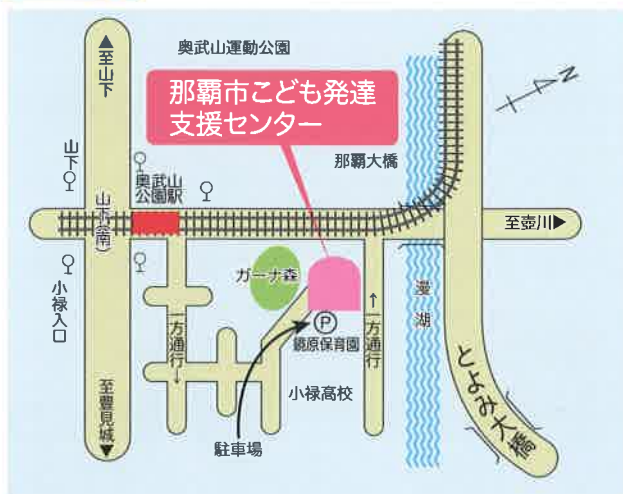 ▲至山下
奥武山運動公園
N
那覇市こども発達
支援センター
山下
那覇大橋
奥武山
公園駅
山下(南)
至壺川▶
小禄入口
ガーナ森
漫湖
一方通行→
←一方通行
P
鏡原保育園
とよみ大橋
小禄高校
至豊見城▼
駐車場